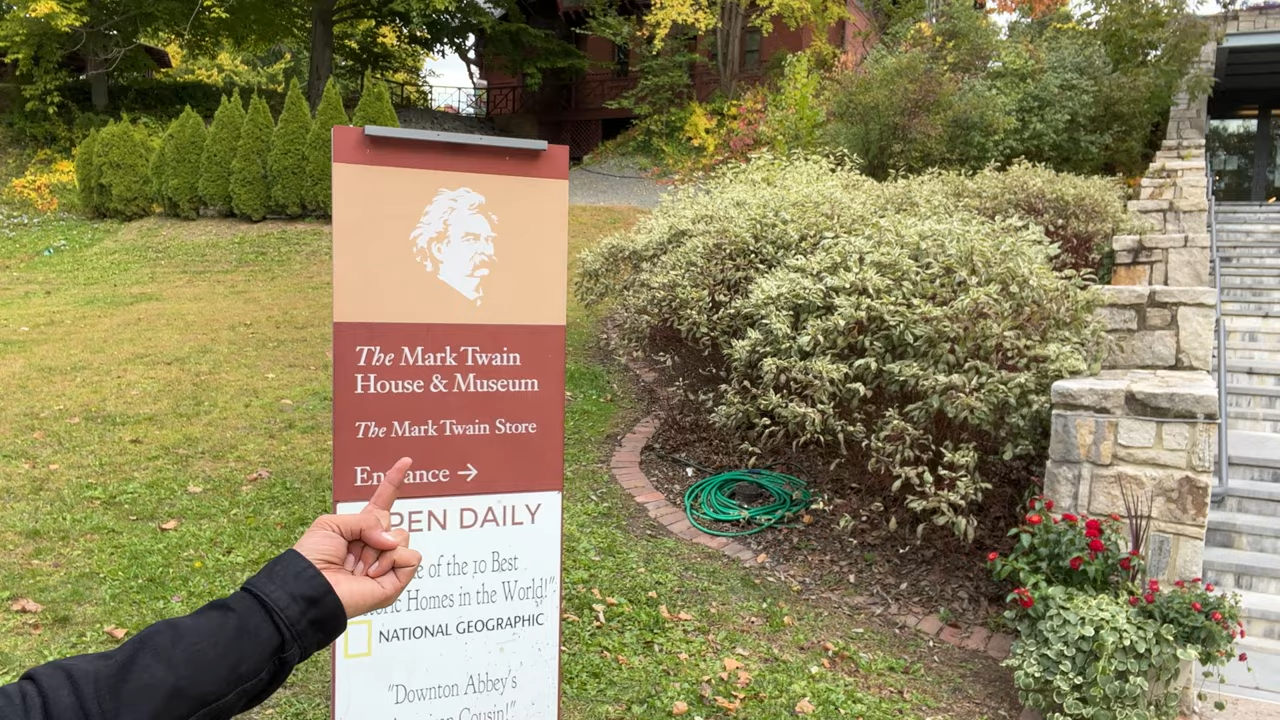 The Mark Twain
House & Museum
The Mark Twain Store
Entrance →
OPEN DAILY
of the 10 Best
Homes in the World!"
NATIONAL GEOGRAPHIC
"Downton Abbey's
Cousin!"